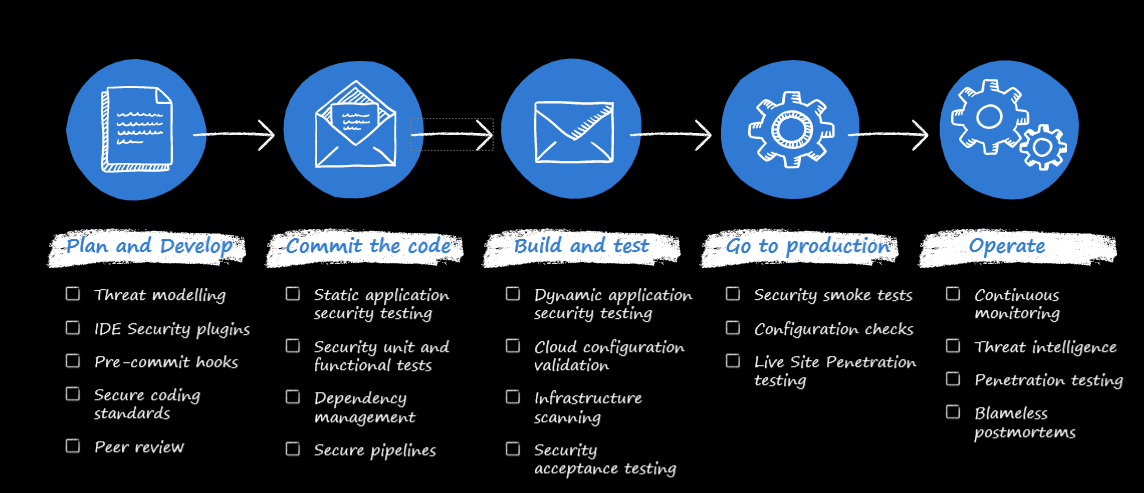 Plan and Develop
Threat modelling
IDE Security plugins
Pre-commit hooks
Secure coding
standards
Peer review
Commit the code
Static application
security testing
Security unit and
functional tests
Dependency
management
Secure pipelines
Build and test
Dynamic application
security testing
Cloud configuration
validation
Infrastructure
scanning
Security
acceptance testing
Go to production
Security smoke tests
Configuration checks
Live Site Penetration
testing
Operate
Continuous
monitoring
Threat intelligence
Penetration testing
Blameless
postmortems